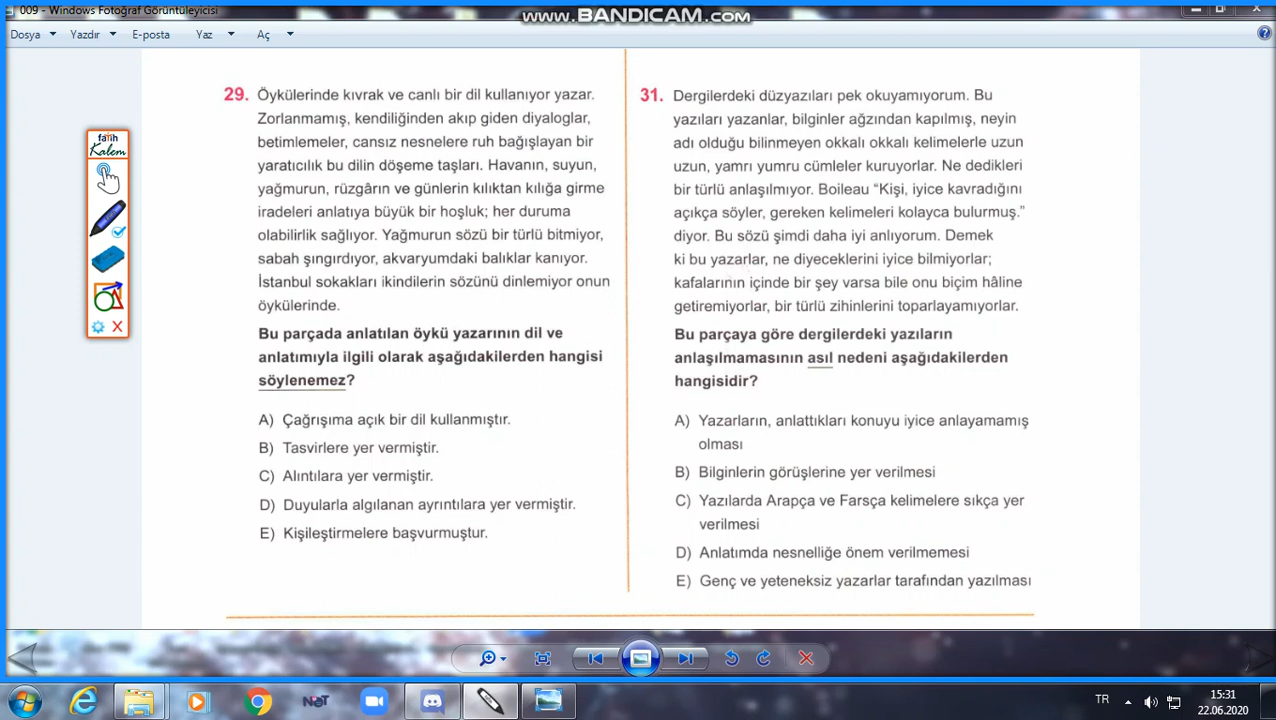 009 - Windows Fotoğraf Görüntüleyicisi
www.BANDICAM.com
Dosya Yazdır E-posta Yaz Aç
fatih
Kalem
29. Öykülerinde kıvrak ve canlı bir dil kullanıyor yazar.
Zorlanmamış, kendiliğinden akıp giden diyaloglar,
betimlemeler, cansız nesnelere ruh bağışlayan bir
yaratıcılık bu dilin döşeme taşları. Havanın, suyun,
yağmurun, rüzgârın ve günlerin kılıktan kılığa girme
iradeleri anlatıya büyük bir hoşluk; her duruma
olabilirlik sağlıyor. Yağmurun sözü bir türlü bitmiyor,
sabah şıngırdıyor, akvaryumdaki balıklar kanıyor.
İstanbul sokakları ikindilerin sözünü dinlemiyor onun
öykülerinde.
Bu parçada anlatılan öykü yazarının dil ve
anlatımıyla ilgili olarak aşağıdakilerden hangisi
söylenemez?
A) Çağrışıma açık bir dil kullanmıştır.
B) Tasvirlere yer vermiştir.
C) Alıntılara yer vermiştir.
D) Duyularla algılanan ayrıntılara yer vermiştir.
E) Kişileştirmelere başvurmuştur.
31. Dergilerdeki düzyazıları pek okuyamıyorum. Bu
yazıları yazanlar, bilginler ağzından kapılmış, neyin
adı olduğu bilinmeyen okkalı okkalı kelimelerle uzun
uzun, yamrı yumru cümleler kuruyorlar. Ne dedikleri
bir türlü anlaşılmıyor. Boileau “Kişi, iyice kavradığını
açıkça söyler, gereken kelimeleri kolayca bulurmuş.”
diyor. Bu sözü şimdi daha iyi anlıyorum. Demek
ki bu yazarlar, ne diyeceklerini iyice bilmiyorlar;
kafalarının içinde bir şey varsa bile onu biçim hâline
getiremiyorlar, bir türlü zihinlerini toparlayamıyorlar.
Bu parçaya göre dergilerdeki yazıların
anlaşılmamasının asıl nedeni aşağıdakilerden
hangisidir?
A) Yazarların, anlattıkları konuyu iyice anlayamamış
olması
B) Bilginlerin görüşlerine yer verilmesi
C) Yazılarda Arapça ve Farsça kelimelere sıkça yer
verilmesi
D) Anlatımda nesnelliğe önem verilmemesi
E) Genç ve yeteneksiz yazarlar tarafından yazılması
NeT
TR
15:31
22.06.2020